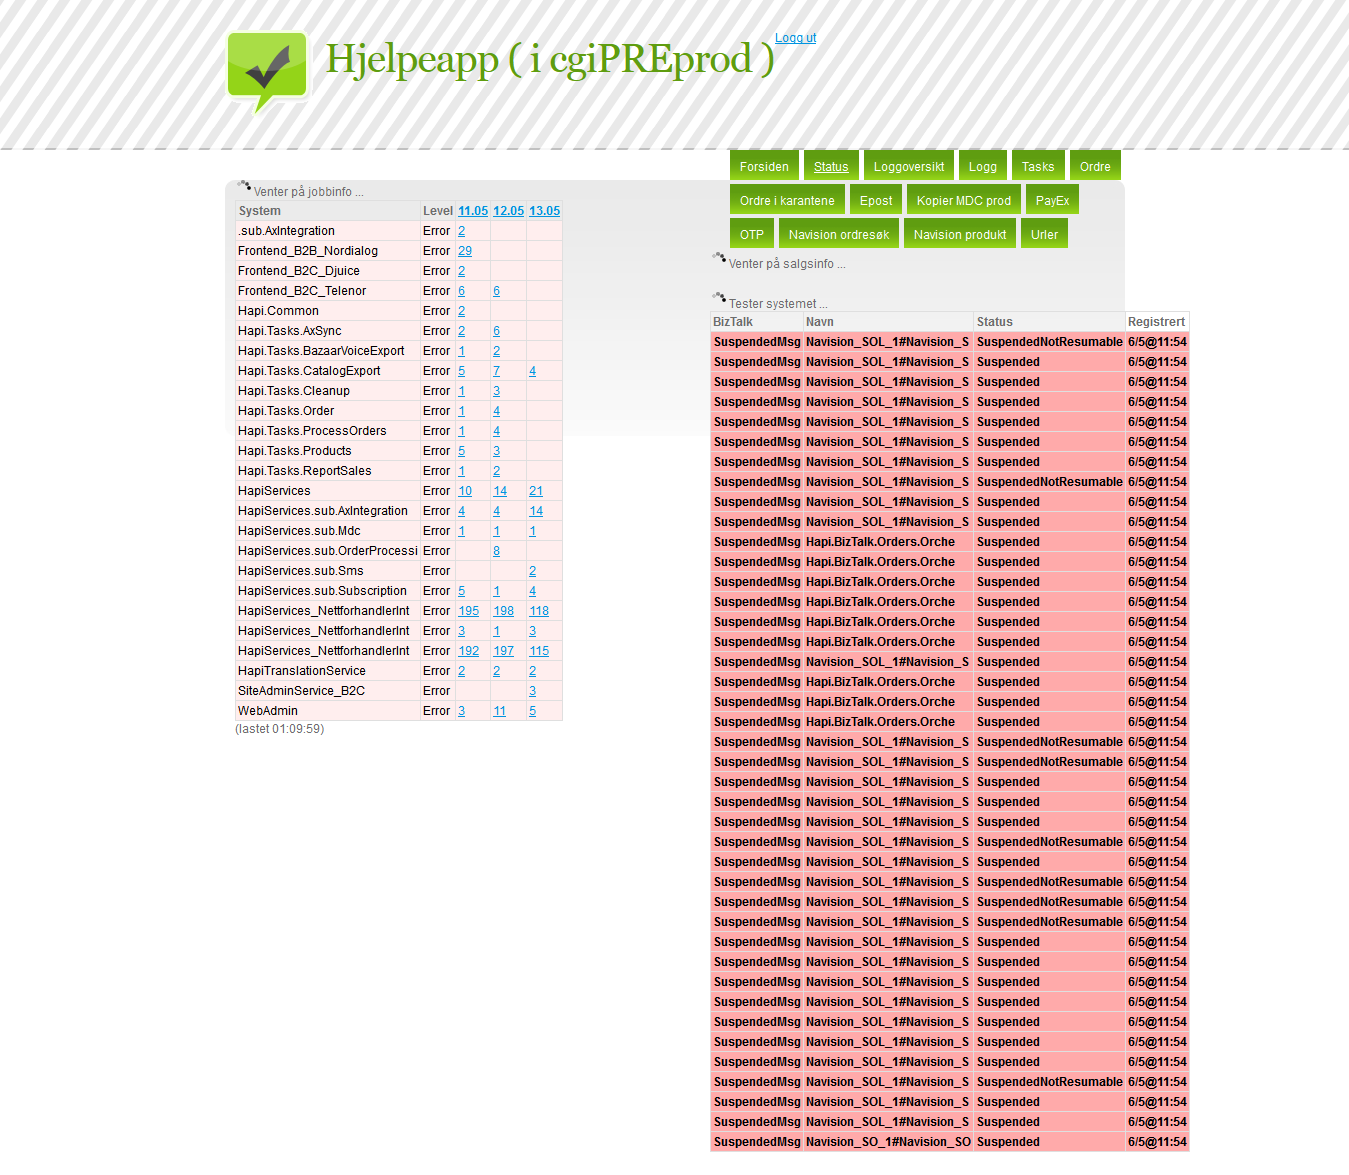 Hjelpeapp ( i cgiPREprod )
Logg ut
Forsiden Status Loggoversikt Logg Tasks Ordre
Ordre i karantene Epost Kopier MDC prod PayEx
OTP Navision ordresøk Navision produkt Urler
Venter på jobbinfo ...
System Level 11.05 12.05 13.05
.sub.AxIntegration Error 2
Frontend_B2B_Nordialog Error 29
Frontend_B2C_Djuice Error 2
Frontend_B2C_Telenor Error 6 6
Hapi.Common Error 2
Hapi.Tasks.AxSync Error 2 6
Hapi.Tasks.BazaarVoiceExport Error 1 2
Hapi.Tasks.CatalogExport Error 5 7 4
Hapi.Tasks.Cleanup Error 1 3
Hapi.Tasks.Order Error 1 4
Hapi.Tasks.ProcessOrders Error 1 4
Hapi.Tasks.Products Error 5 3
Hapi.Tasks.ReportSales Error 1 2
HapiServices Error 10 14 21
HapiServices.sub.AxIntegration Error 4 4 14
HapiServices.sub.Mdc Error 1 1 1
HapiServices.sub.OrderProcessi Error 8
HapiServices.sub.Sms Error 2
HapiServices.sub.Subscription Error 5 1 4
HapiServices_NettforhandlerInt Error 195 198 118
HapiServices_NettforhandlerInt Error 3 1 3
HapiServices_NettforhandlerInt Error 192 197 115
HapiTranslationService Error 2 2 2
SiteAdminService_B2C Error 3
WebAdmin Error 3 11 5
(lastet 01:09:59)
Venter på salgsinfo ...
Tester systemet ...
BizTalk Navn Status Registrert
SuspendedMsg Navision_SOL_1#Navision_S SuspendedNotResumable 6/5@11:54
SuspendedMsg Navision_SOL_1#Navision_S Suspended 6/5@11:54
SuspendedMsg Navision_SOL_1#Navision_S Suspended 6/5@11:54
SuspendedMsg Navision_SOL_1#Navision_S Suspended 6/5@11:54
SuspendedMsg Navision_SOL_1#Navision_S Suspended 6/5@11:54
SuspendedMsg Navision_SOL_1#Navision_S Suspended 6/5@11:54
SuspendedMsg Navision_SOL_1#Navision_S Suspended 6/5@11:54
SuspendedMsg Navision_SOL_1#Navision_S SuspendedNotResumable 6/5@11:54
SuspendedMsg Navision_SOL_1#Navision_S Suspended 6/5@11:54
SuspendedMsg Navision_SOL_1#Navision_S Suspended 6/5@11:54
SuspendedMsg Hapi.BizTalk.Orders.Orche Suspended 6/5@11:54
SuspendedMsg Hapi.BizTalk.Orders.Orche Suspended 6/5@11:54
SuspendedMsg Hapi.BizTalk.Orders.Orche Suspended 6/5@11:54
SuspendedMsg Hapi.BizTalk.Orders.Orche Suspended 6/5@11:54
SuspendedMsg Hapi.BizTalk.Orders.Orche Suspended 6/5@11:54
SuspendedMsg Hapi.BizTalk.Orders.Orche Suspended 6/5@11:54
SuspendedMsg Navision_SOL_1#Navision_S Suspended 6/5@11:54
SuspendedMsg Hapi.BizTalk.Orders.Orche Suspended 6/5@11:54
SuspendedMsg Hapi.BizTalk.Orders.Orche Suspended 6/5@11:54
SuspendedMsg Hapi.BizTalk.Orders.Orche Suspended 6/5@11:54
SuspendedMsg Navision_SOL_1#Navision_S SuspendedNotResumable 6/5@11:54
SuspendedMsg Navision_SOL_1#Navision_S SuspendedNotResumable 6/5@11:54
SuspendedMsg Navision_SOL_1#Navision_S Suspended 6/5@11:54
SuspendedMsg Navision_SOL_1#Navision_S Suspended 6/5@11:54
SuspendedMsg Navision_SOL_1#Navision_S Suspended 6/5@11:54
SuspendedMsg Navision_SOL_1#Navision_S SuspendedNotResumable 6/5@11:54
SuspendedMsg Navision_SOL_1#Navision_S Suspended 6/5@11:54
SuspendedMsg Navision_SOL_1#Navision_S SuspendedNotResumable 6/5@11:54
SuspendedMsg Navision_SOL_1#Navision_S SuspendedNotResumable 6/5@11:54
SuspendedMsg Navision_SOL_1#Navision_S SuspendedNotResumable 6/5@11:54
SuspendedMsg Navision_SOL_1#Navision_S Suspended 6/5@11:54
SuspendedMsg Navision_SOL_1#Navision_S Suspended 6/5@11:54
SuspendedMsg Navision_SOL_1#Navision_S Suspended 6/5@11:54
SuspendedMsg Navision_SOL_1#Navision_S Suspended 6/5@11:54
SuspendedMsg Navision_SOL_1#Navision_S Suspended 6/5@11:54
SuspendedMsg Navision_SOL_1#Navision_S Suspended 6/5@11:54
SuspendedMsg Navision_SOL_1#Navision_S Suspended 6/5@11:54
SuspendedMsg Navision_SOL_1#Navision_S SuspendedNotResumable 6/5@11:54
SuspendedMsg Navision_SOL_1#Navision_S Suspended 6/5@11:54
SuspendedMsg Navision_SOL_1#Navision_S Suspended 6/5@11:54
SuspendedMsg Navision_SO_1#Navision_SO Suspended 6/5@11:54